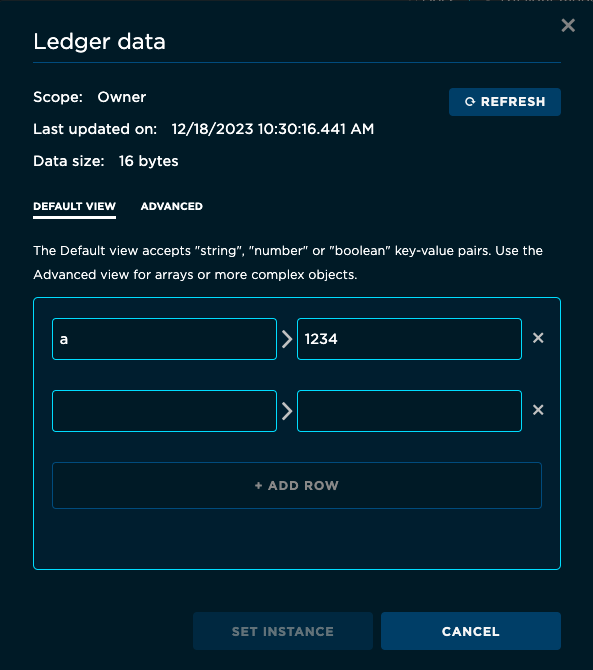 Ledger data
Scope: Owner
REFRESH
Last updated on: 12/18/2023 10:30:16.441 AM
Data size: 16 bytes
DEFAULT VIEW ADVANCED
The Default view accepts "string", "number" or "boolean" key-value pairs. Use the
Advanced view for arrays or more complex objects.
a 1234
+ ADD ROW
SET INSTANCE CANCEL